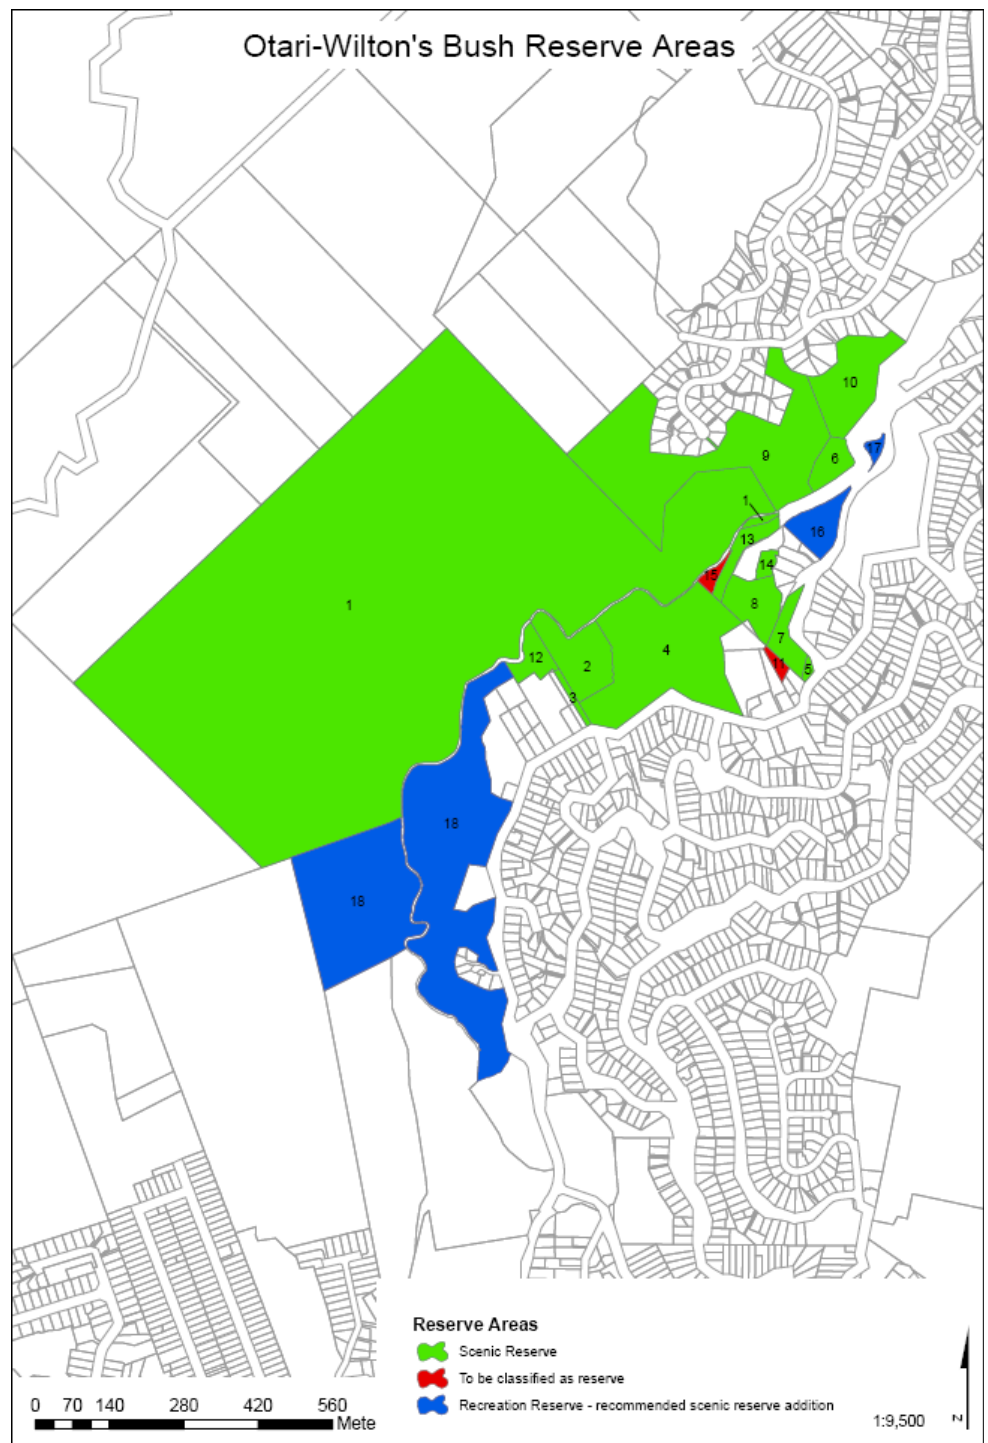 Otari-Wilton's Bush Reserve Areas
10
17
6
9
1
16
13
14
15
1
8
7
4
12
2
11
5
3
18
18
Reserve Areas
Scenic Reserve
To be classified as reserve
Recreation Reserve - recommended scenic reserve addition
0 70 140 280 420 560
Mete
1:9,500
N